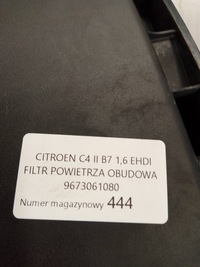 CITROEN C4 II B7 1,6 EHDI
FILTR POWIETRZA OBUDOWA
9673061080
Numer magazynowy 444